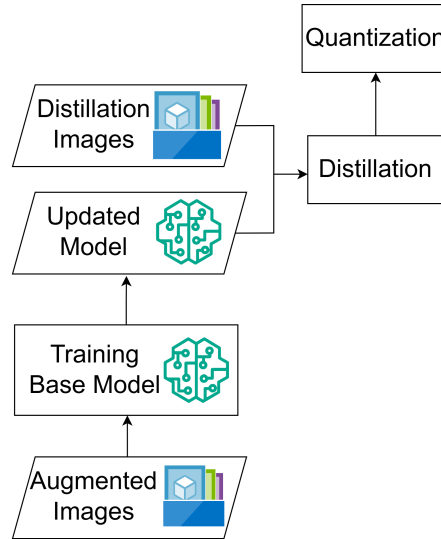 Quantization
Distillation
Images
Distillation
Updated
Model
Training
Base Model
Augmented
Images